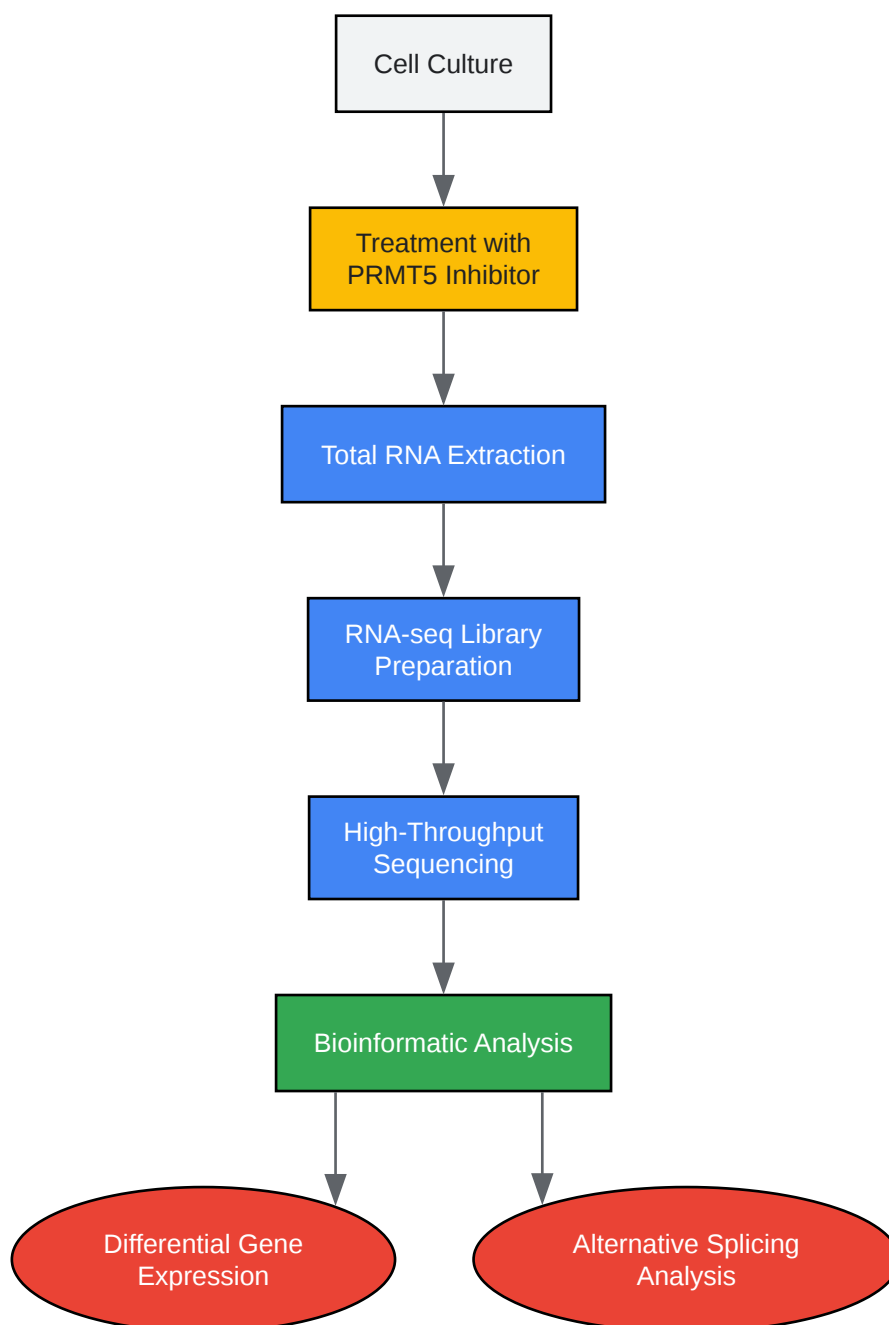 Cell Culture
Treatment with
PRMT5 Inhibitor
Total RNA Extraction
RNA-seq Library
Preparation
High-Throughput
Sequencing
Bioinformatic Analysis
Differential Gene
Expression
Alternative Splicing
Analysis